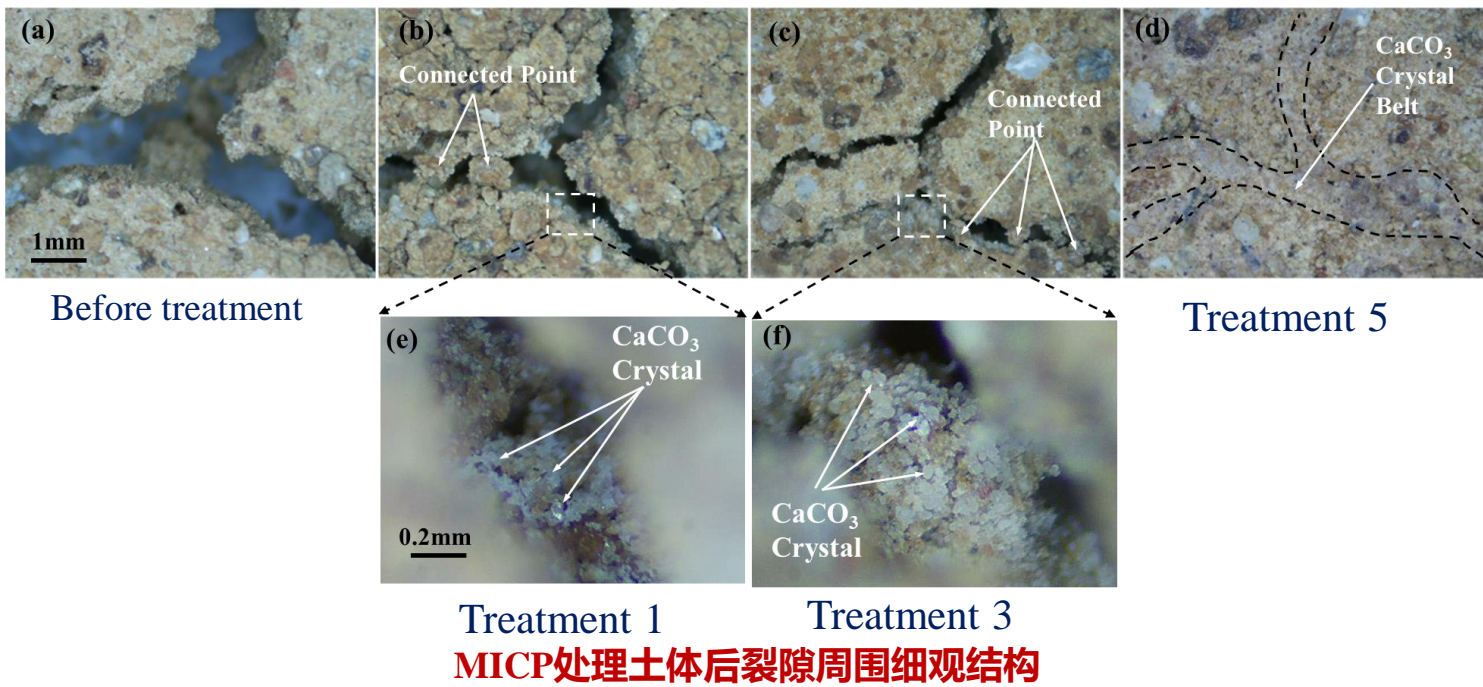 (a)
1mm
(b)
Connected Point
(c)
Connected
Point
(d)
CaCO₃
Crystal
Belt
Before treatment
Treatment 5
(e)
CaCO₃
Crystal
0.2mm
(f)
CaCO₃
Crystal
Treatment 1
Treatment 3
MICP处理土体后裂隙周围细观结构